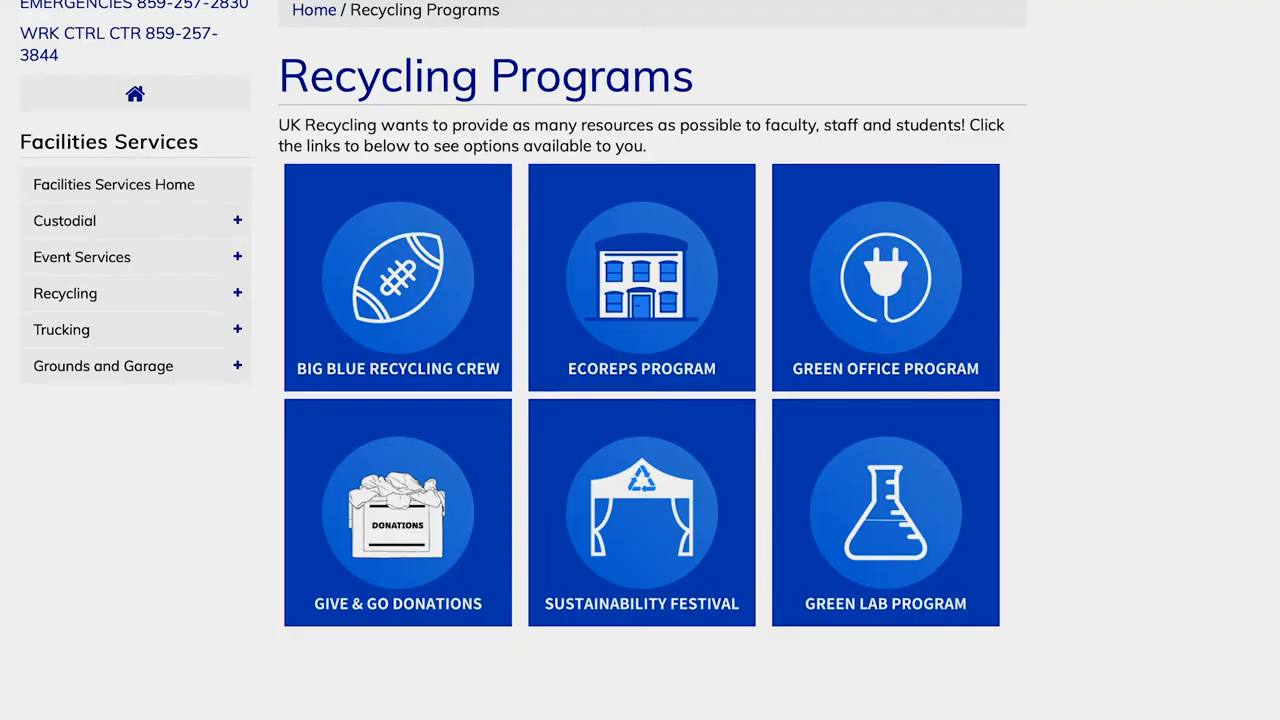 EMERGENCIES 859-257-2830
WRK CTRL CTR 859-257-
3844
Facilities Services
Facilities Services Home
Custodial +
Event Services +
Recycling +
Trucking +
Grounds and Garage +
Home / Recycling Programs
Recycling Programs
UK Recycling wants to provide as many resources as possible to faculty, staff and students! Click
the links to below to see options available to you.
BIG BLUE RECYCLING CREW
ECOREPS PROGRAM
GREEN OFFICE PROGRAM
DONATIONS
GIVE & GO DONATIONS
SUSTAINABILITY FESTIVAL
GREEN LAB PROGRAM